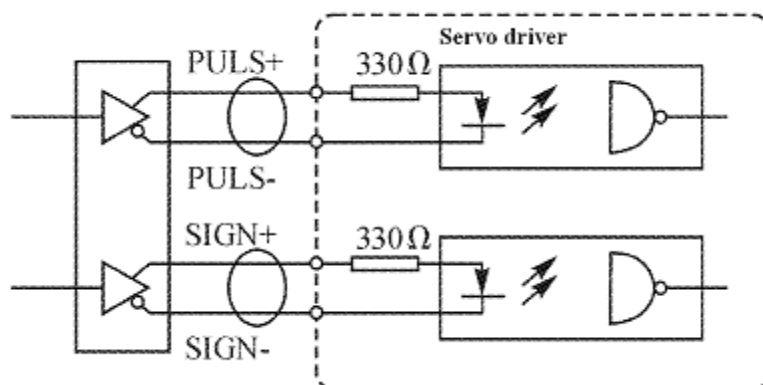 Servo driver
PULS+
330Ω
PULS-
SIGN+
330Ω
SIGN-